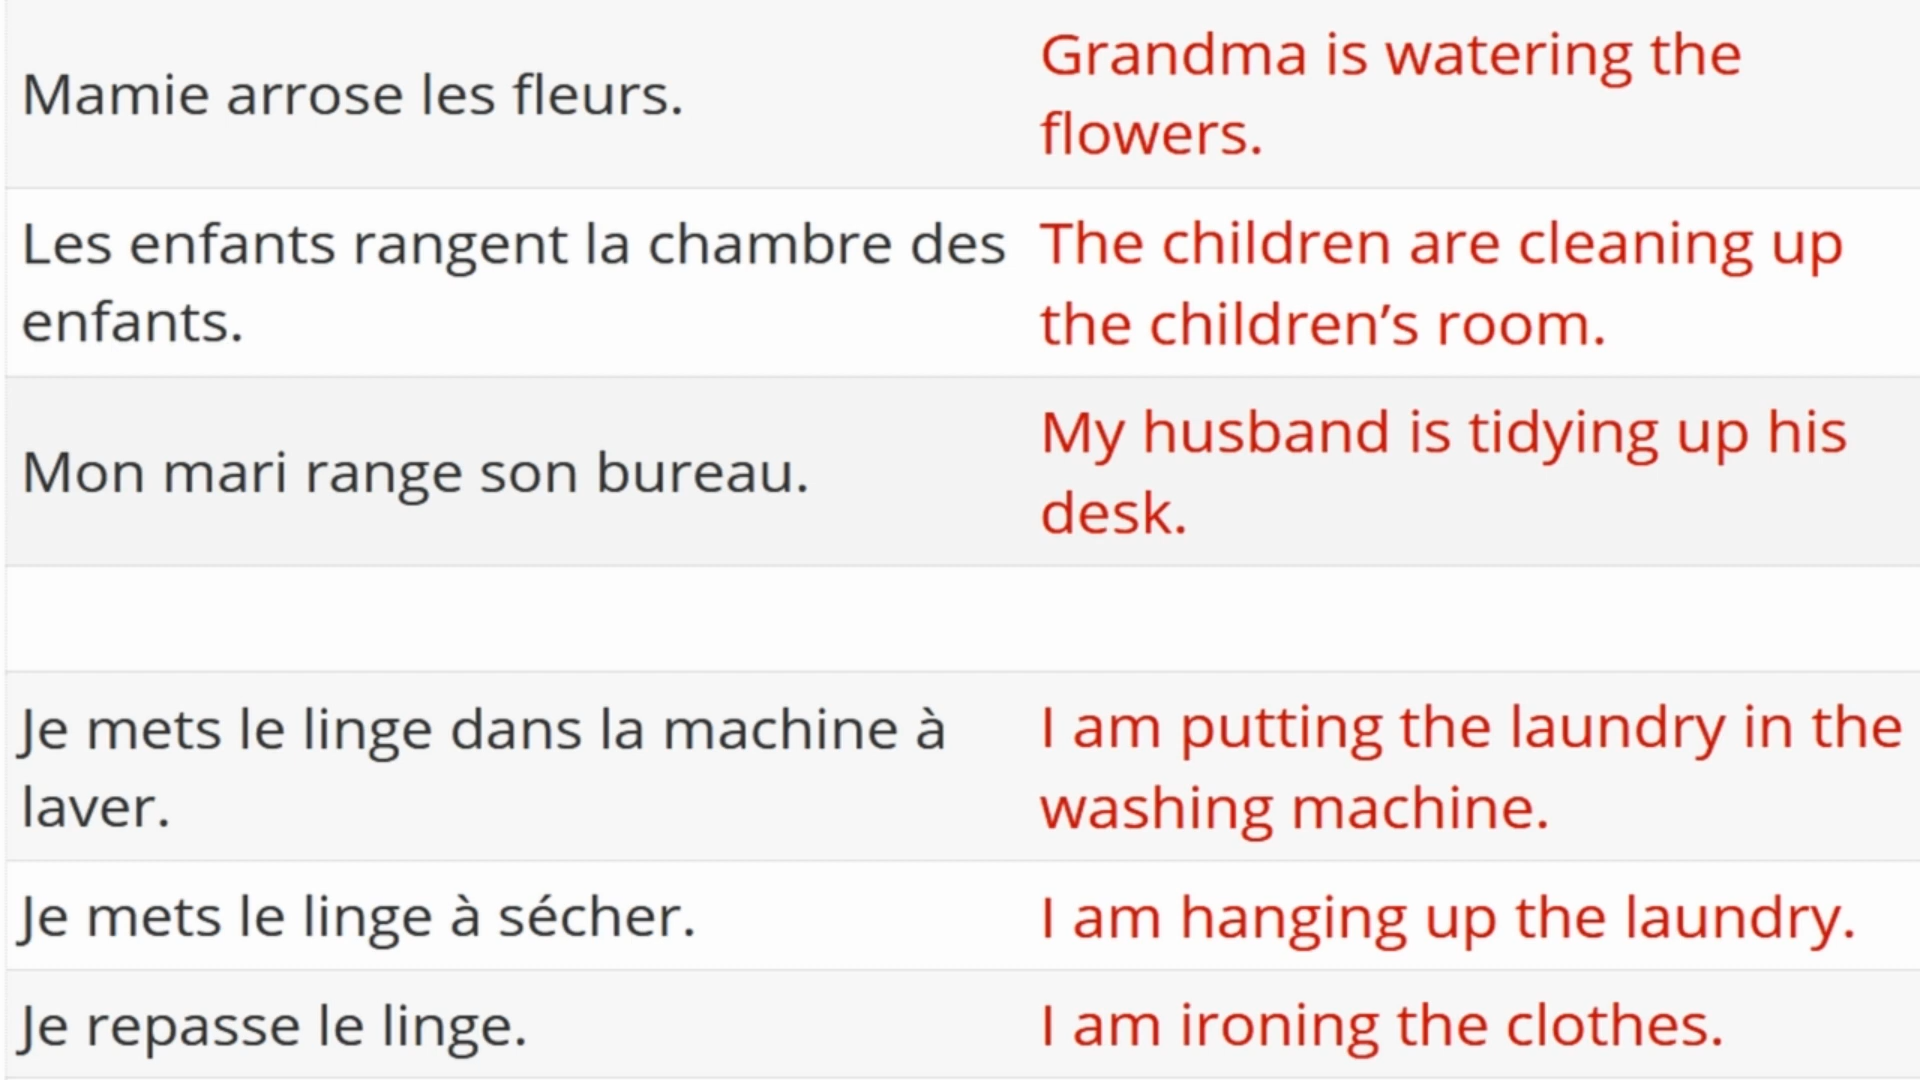 Mamie arrose les fleurs.
Grandma is watering the
flowers.
Les enfants rangent la chambre des
enfants.
The children are cleaning up
the children’s room.
Mon mari range son bureau.
My husband is tidying up his
desk.
Je mets le linge dans la machine à
laver.
I am putting the laundry in the
washing machine.
Je mets le linge à sécher.
I am hanging up the laundry.
Je repasse le linge.
I am ironing the clothes.